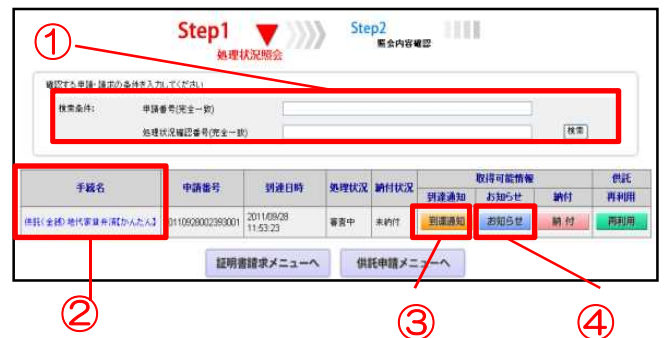 ①
Step1
処理状況照会
Step2
照会内容確認
確認する申請・請求の条件を入力してください
検索条件:
申請番号(完全一致)
処理状況確認番号(完全一致)
検索
手続名
申請番号
到達日時
処理状況
納付状況
取得可能情報
供託
到達通知
お知らせ
納付
再利用
供託(金銭)地代家賃弁済【かんたん】
0110928002393001
2011/09/28
11:53:23
審査中
未納付
到達通知
お知らせ
納 付
再利用
証明書請求メニューへ
供託申請メニューへ
②
③
④